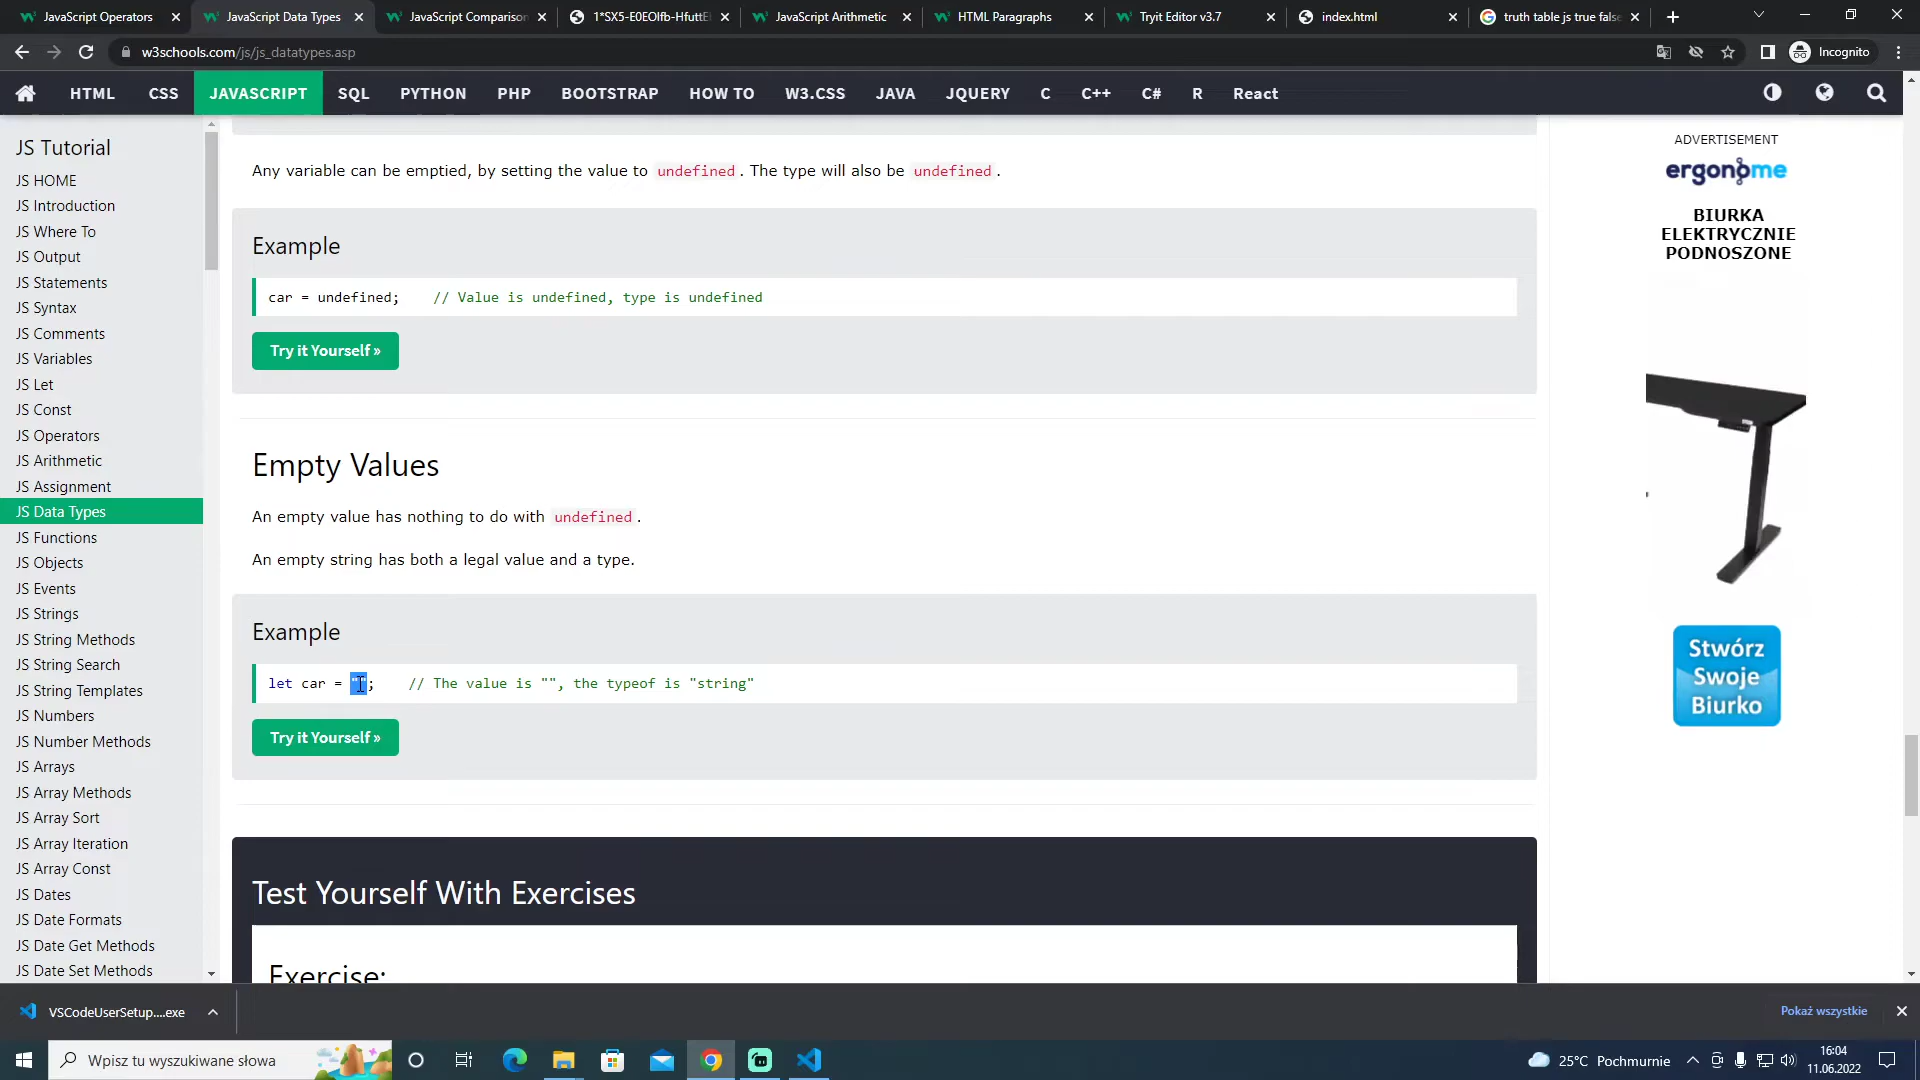 JavaScript Operators
JavaScript Data Types
JavaScript Comparison
1*SX5-E0EOlfb-HfuttE
JavaScript Arithmetic
HTML Paragraphs
Tryit Editor v3.7
index.html
truth table js true fals
w3schools.com/js/js_datatypes.asp
Incognito
HTML
CSS
JAVASCRIPT
SQL
PYTHON
PHP
BOOTSTRAP
HOW TO
W3.CSS
JAVA
JQUERY
C
C++
C#
R
React
JS Tutorial
JS HOME
JS Introduction
JS Where To
JS Output
JS Statements
JS Syntax
JS Comments
JS Variables
JS Let
JS Const
JS Operators
JS Arithmetic
JS Assignment
JS Data Types
JS Functions
JS Objects
JS Events
JS Strings
JS String Methods
JS String Search
JS String Templates
JS Numbers
JS Number Methods
JS Arrays
JS Array Methods
JS Array Sort
JS Array Iteration
JS Array Const
JS Dates
JS Date Formats
JS Date Get Methods
JS Date Set Methods
Any variable can be emptied, by setting the value to undefined. The type will also be undefined.
Example
car = undefined;    // Value is undefined, type is undefined
Try it Yourself »
Empty Values
An empty value has nothing to do with undefined.
An empty string has both a legal value and a type.
Example
let car = "";    // The value is "", the typeof is "string"
Try it Yourself »
Test Yourself With Exercises
Exercise:
ADVERTISEMENT
ergonome
BIURKA
ELEKTRYCZNIE
PODNOSZONE
Stwórz
Swoje
Biurko
VSCodeUserSetup....exe
Pokaż wszystkie
Wpisz tu wyszukiwane słowa
25°C Pochmurnie
16:04
11.06.2022